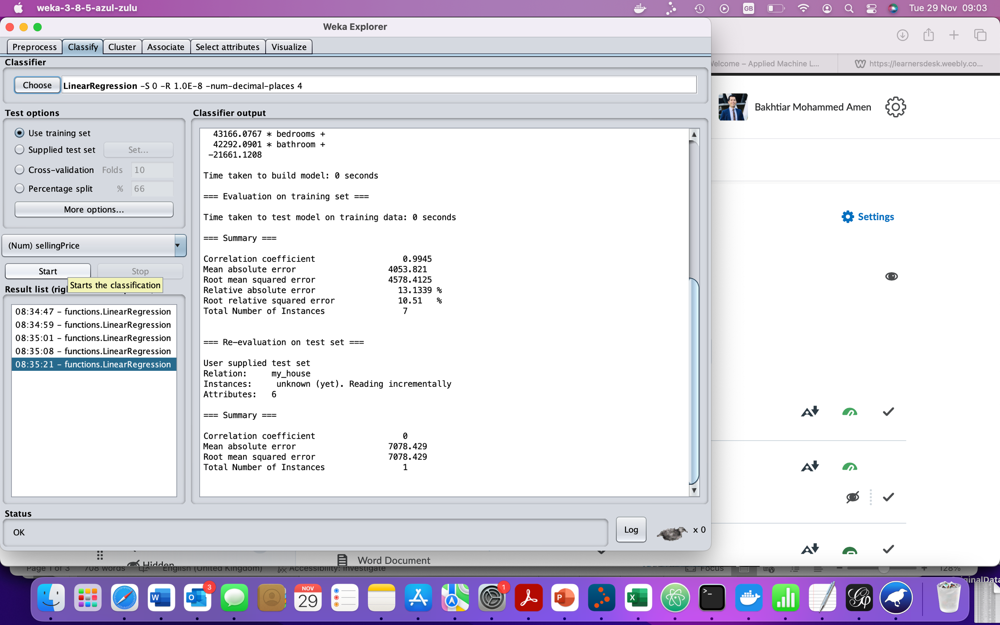 weka-3-8-5-azul-zulu
GB
Tue 29 Nov 09:03
Weka Explorer
Preprocess
Classify
Cluster
Associate
Select attributes
Visualize
Classifier
Choose
LinearRegression -S 0 -R 1.0E-8 -num-decimal-places 4
Test options
Use training set
Supplied test set
Set...
Cross-validation Folds 10
Percentage split % 66
More options...
(Num) sellingPrice
Start
Stop
Starts the classification
Result list (rig
08:34:47 - functions.LinearRegression
08:34:59 - functions.LinearRegression
08:35:01 - functions.LinearRegression
08:35:08 - functions.LinearRegression
08:35:21 - functions.LinearRegression
Classifier output
43166.0767 * bedrooms +
42292.0901 * bathroom +
-21661.1208
Time taken to build model: 0 seconds
=== Evaluation on training set ===
Time taken to test model on training data: 0 seconds
=== Summary ===
Correlation coefficient 0.9945
Mean absolute error 4053.821
Root mean squared error 4578.4125
Relative absolute error 13.1339 %
Root relative squared error 10.51 %
Total Number of Instances 7
=== Re-evaluation on test set ===
User supplied test set
Relation: my_house
Instances: unknown (yet). Reading incrementally
Attributes: 6
=== Summary ===
Correlation coefficient 0
Mean absolute error 7078.429
Root mean squared error 7078.429
Total Number of Instances 1
Status
OK
Log
x 0
Welcome – Applied Machine L...
https://learnersdesk.weebly.co...
Bakhtiar Mohammed Amen
Settings
Hidden
Word Document
Page 1 of 3
708 words
English (United Kingdom)
Accessibility: Investigate
Focus
128%
iginalData
W
O
3
NOV
29
1
P
X
>_